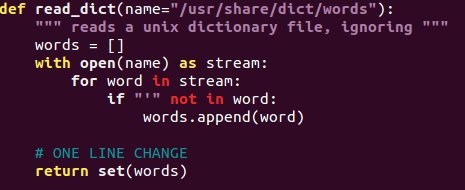 def read_dict(name="/usr/share/dict/words"):
    """ reads a unix dictionary file, ignoring """
    words = []
    with open(name) as stream:
        for word in stream:
            if "'" not in word:
                words.append(word)

    # ONE LINE CHANGE
    return set(words)